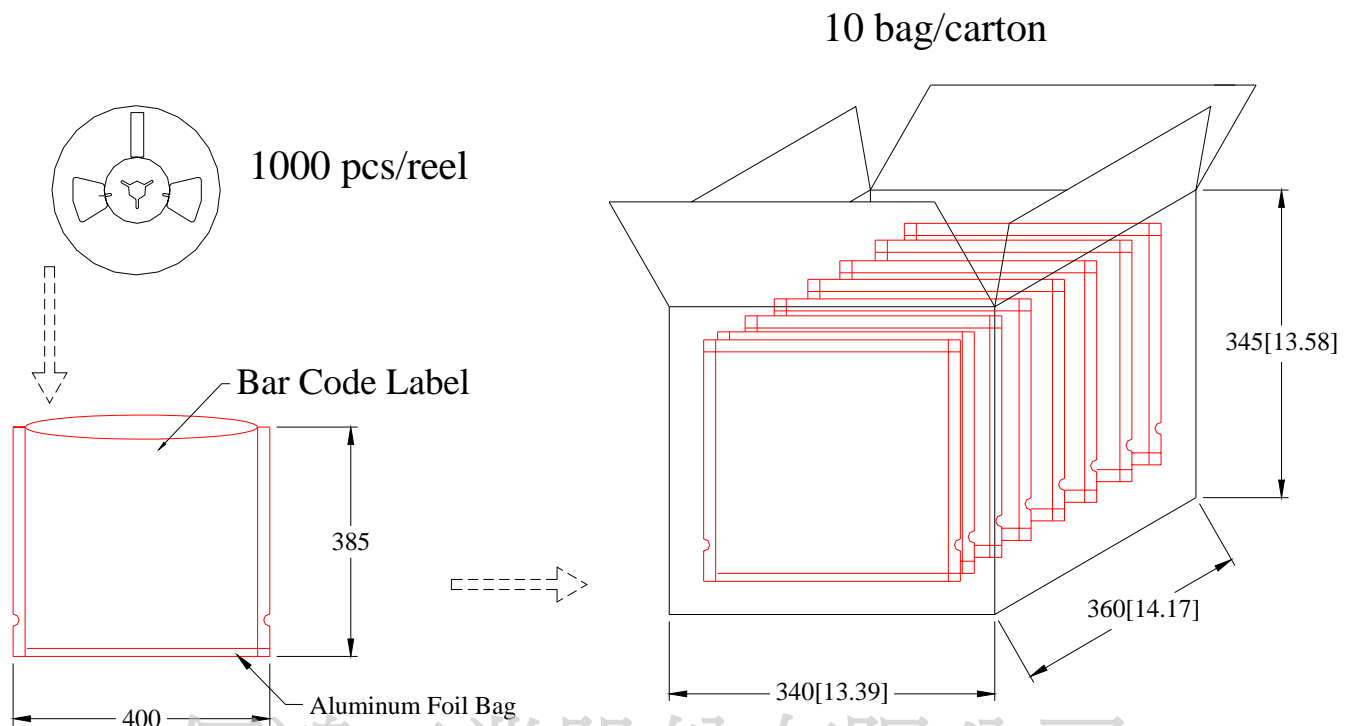 10 bag/carton
1000 pcs/reel
Bar Code Label
345[13.58]
385
360[14.17]
340[13.39]
Aluminum Foil Bag
400